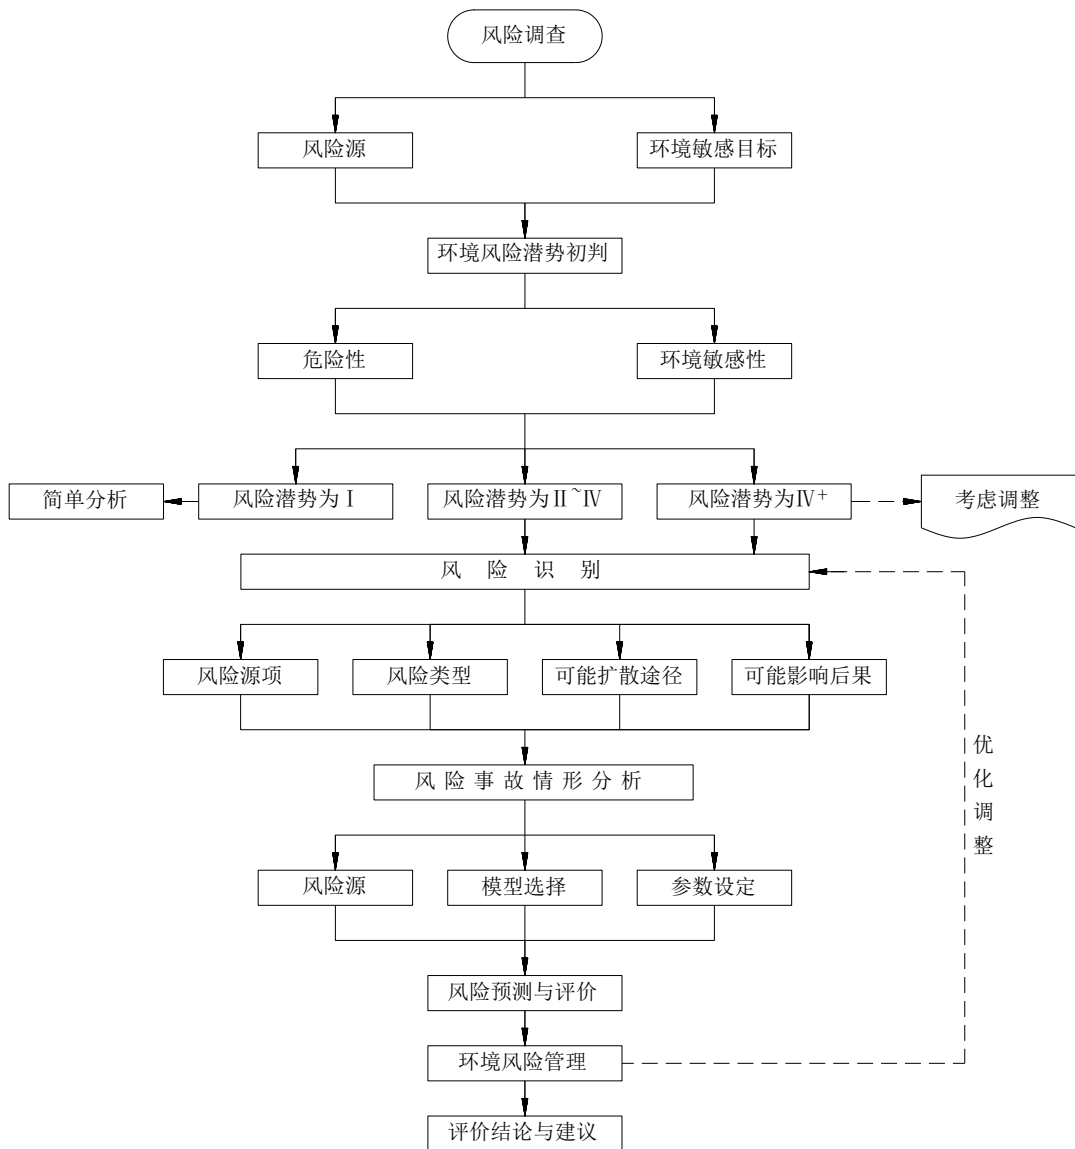 风险调查
风险源
环境敏感目标
环境风险潜势初判
危险性
环境敏感性
简单分析
风险潜势为Ⅰ
风险潜势为Ⅱ~Ⅳ
风险潜势为Ⅳ+
考虑调整
风 险 识 别
风险源项
风险类型
可能扩散途径
可能影响后果
优化调整
风险事故情形分析
风险源
模型选择
参数设定
风险预测与评价
环境风险管理
评价结论与建议